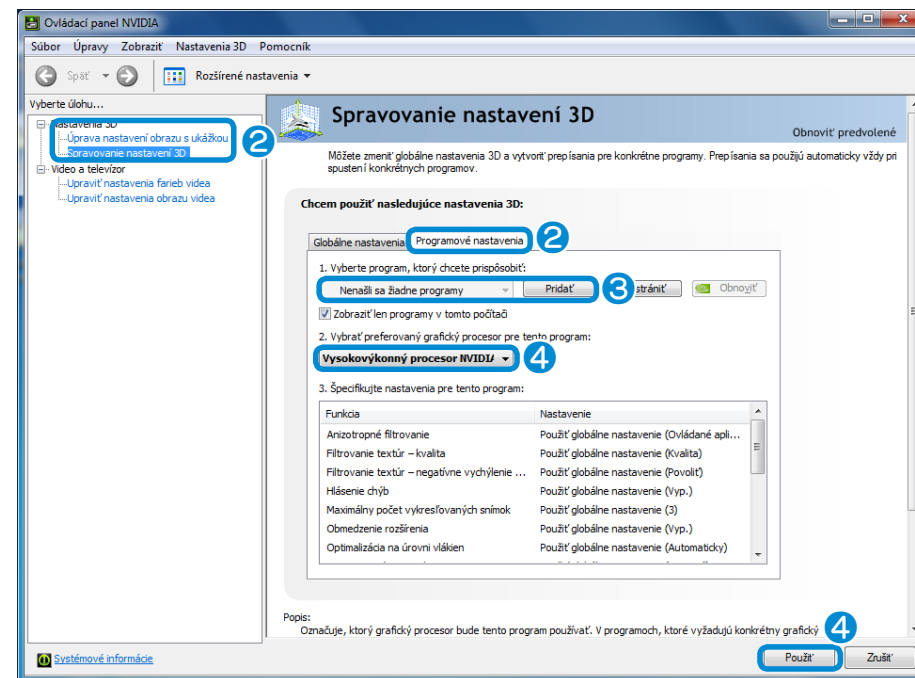 Ovládací panel NVIDIA
Súbor Úpravy Zobraziť Nastavenia 3D Pomocník
Späť Rozšírené nastavenia
Vyberte úlohu...
Nastavenia 3D
Úprava nastavení obrazu s ukážkou
Spravovanie nastavení 3D
2
Video a televízor
Upraviť nastavenia farieb videa
Upraviť nastavenia obrazu videa
Spravovanie nastavení 3D
Obnoviť predvolené
Môžete zmeniť globálne nastavenia 3D a vytvoriť prepísania pre konkrétne programy. Prepísania sa použijú automaticky vždy pri
spustení konkrétnych programov.
Chcem použiť nasledujúce nastavenia 3D:
Globálne nastavenia Programové nastavenia 2
1. Vyberte program, ktorý chcete prispôsobiť:
Nenašli sa žiadne programy Pridať 3 strániť Obnoviť
Zobraziť len programy v tomto počítači
2. Vybrať preferovaný grafický procesor pre tento program:
Vysokovýkonný procesor NVIDIA 4
3. Špecifikujte nastavenia pre tento program:
Funkcia Nastavenie
Anizotropné filtrovanie Použiť globálne nastavenie (Ovládané apli...
Filtrovanie textúr – kvalita Použiť globálne nastavenie (Kvalita)
Filtrovanie textúr – negatívne vychýlenie ... Použiť globálne nastavenie (Povoliť)
Hlásenie chýb Použiť globálne nastavenie (Vyp.)
Maximálny počet vykresľovaných snímok Použiť globálne nastavenie (3)
Obmedzenie rozšírenia Použiť globálne nastavenie (Vyp.)
Optimalizácia na úrovni vlákien Použiť globálne nastavenie (Automaticky)
Popis:
Označuje, ktorý grafický procesor bude tento program používať. V programoch, ktoré vyžadujú konkrétny grafický
4
Systémové informácie
Použiť Zrušiť